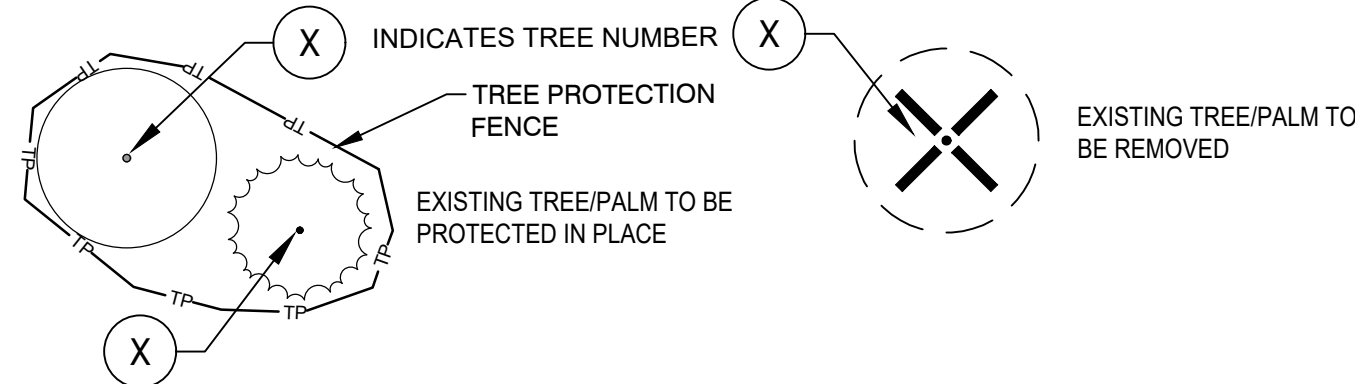 X
INDICATES TREE NUMBER
X
TP
TP
TREE PROTECTION
FENCE
TP
TP
EXISTING TREE/PALM TO
BE REMOVED
EXISTING TREE/PALM TO BE
PROTECTED IN PLACE
TP
TP
TP
TP
X